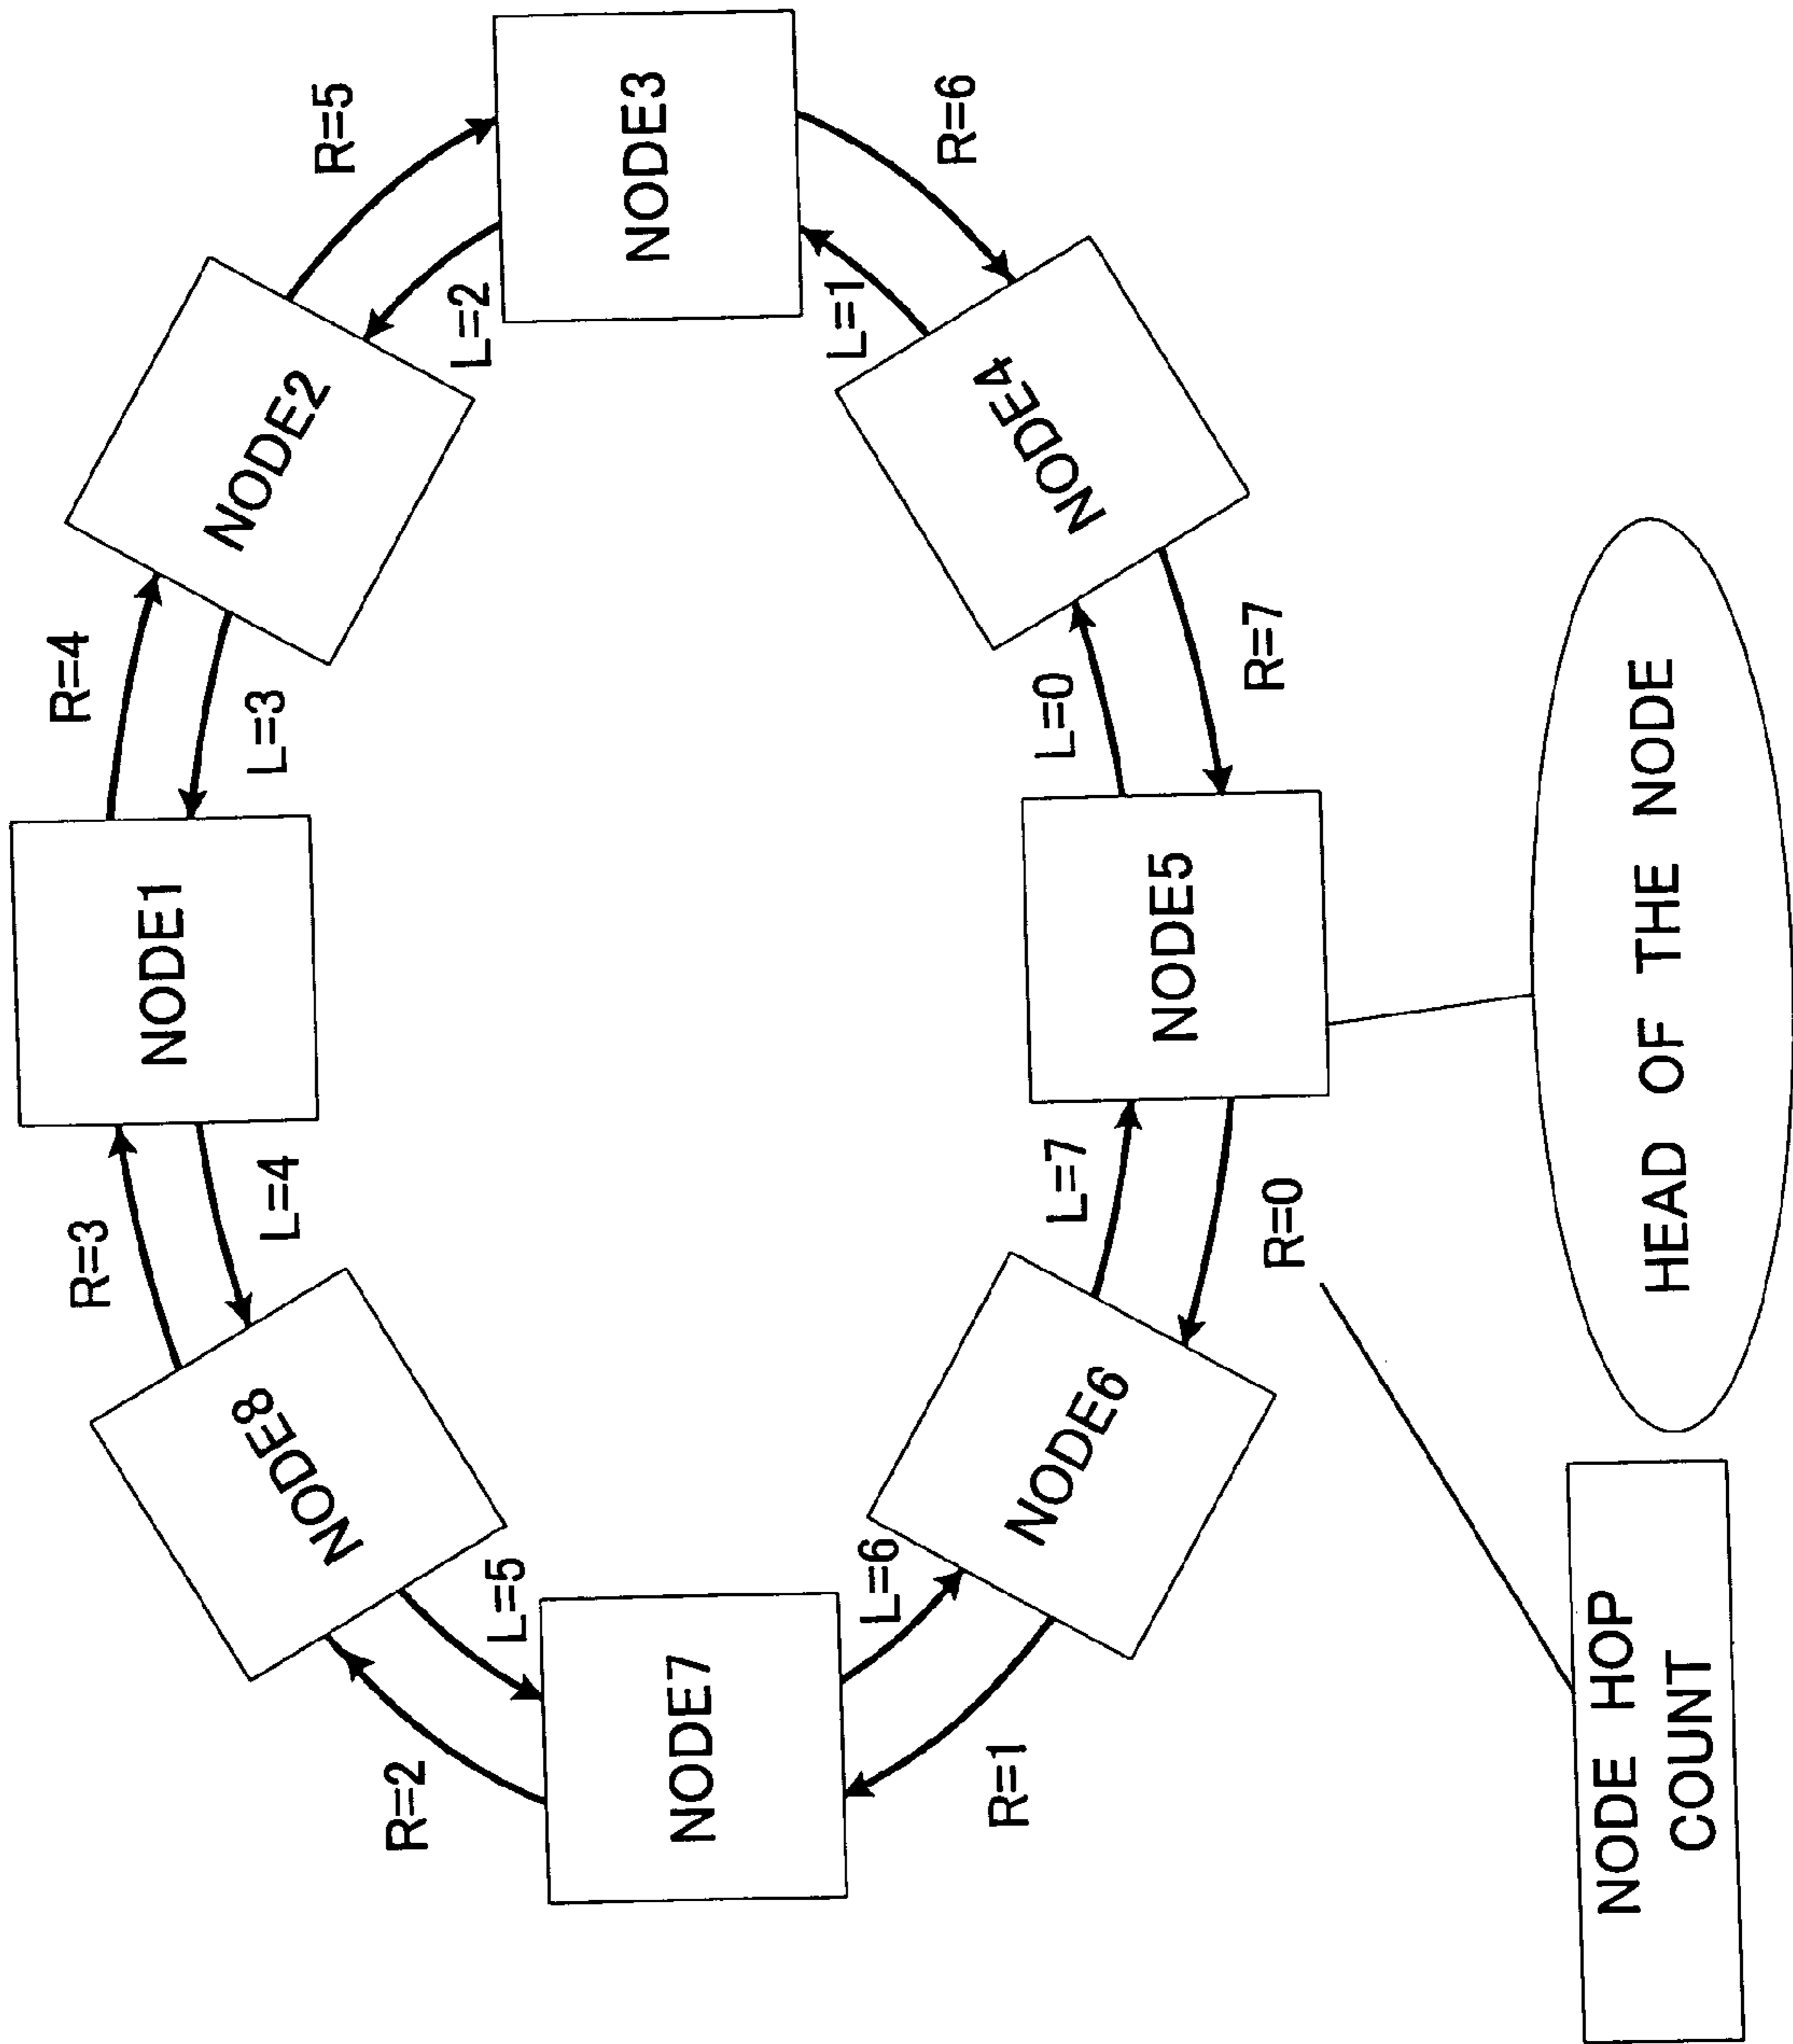 NODE1
NODE2
NODE3
NODE4
NODE5
NODE6
NODE7
NODE8
R=4
L=3
R=5
L=2
R=6
L=1
R=7
L=0
R=0
L=7
R=1
L=6
R=2
L=5
R=3
L=4
HEAD OF THE NODE
NODE HOP
COUNT